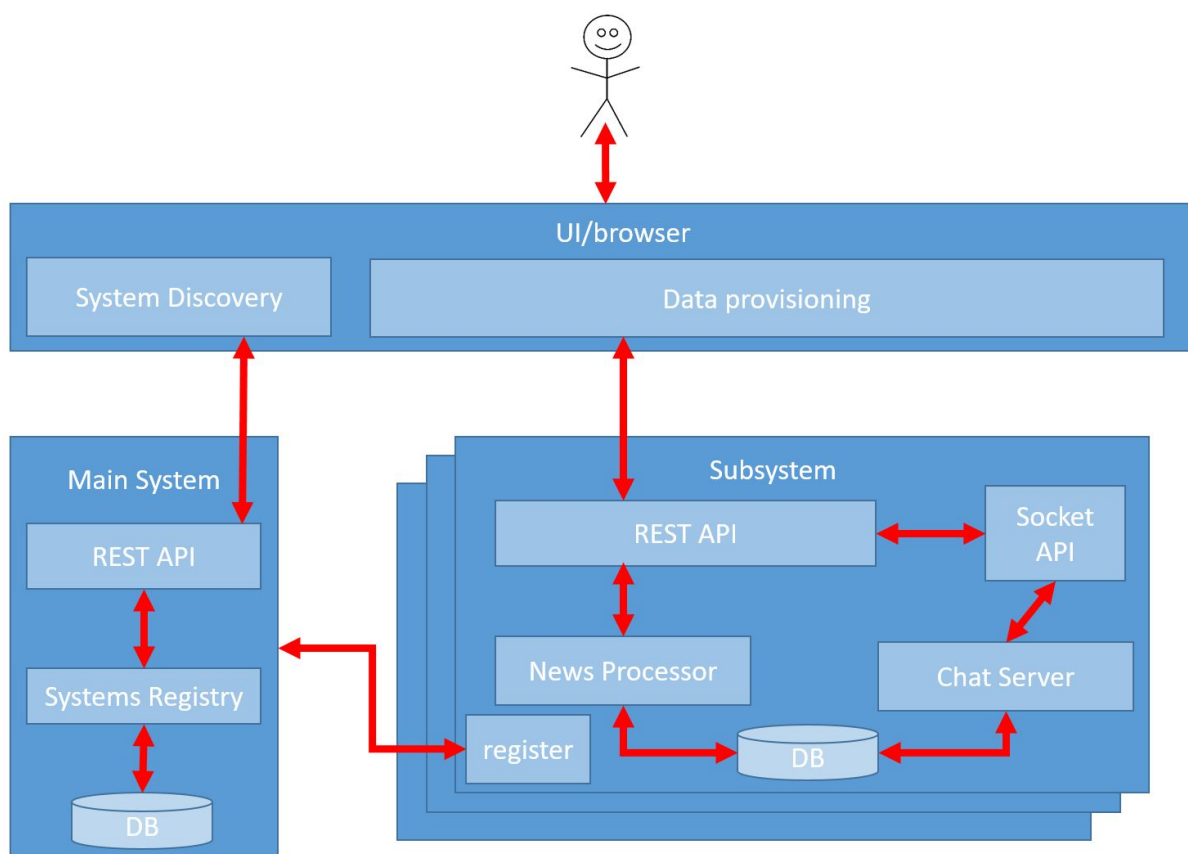 UI/browser
System Discovery
Data provisioning
Main System
REST API
Systems Registry
DB
Subsystem
REST API
Socket
API
News Processor
Chat Server
register
DB